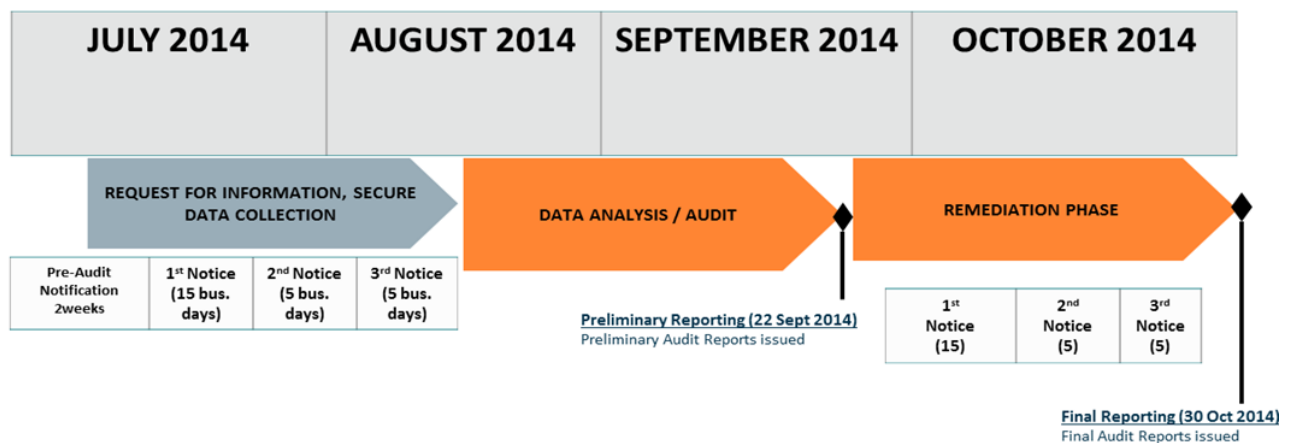 JULY 2014
AUGUST 2014
SEPTEMBER 2014
OCTOBER 2014
REQUEST FOR INFORMATION, SECURE
DATA COLLECTION
DATA ANALYSIS / AUDIT
REMEDIATION PHASE
Pre-Audit
Notification
2weeks
1st Notice
(15 bus.
days)
2nd Notice
(5 bus.
days)
3rd Notice
(5 bus.
days)
Preliminary Reporting (22 Sept 2014)
Preliminary Audit Reports issued
1st
Notice
(15)
2nd
Notice
(5)
3rd
Notice
(5)
Final Reporting (30 Oct 2014)
Final Audit Reports issued